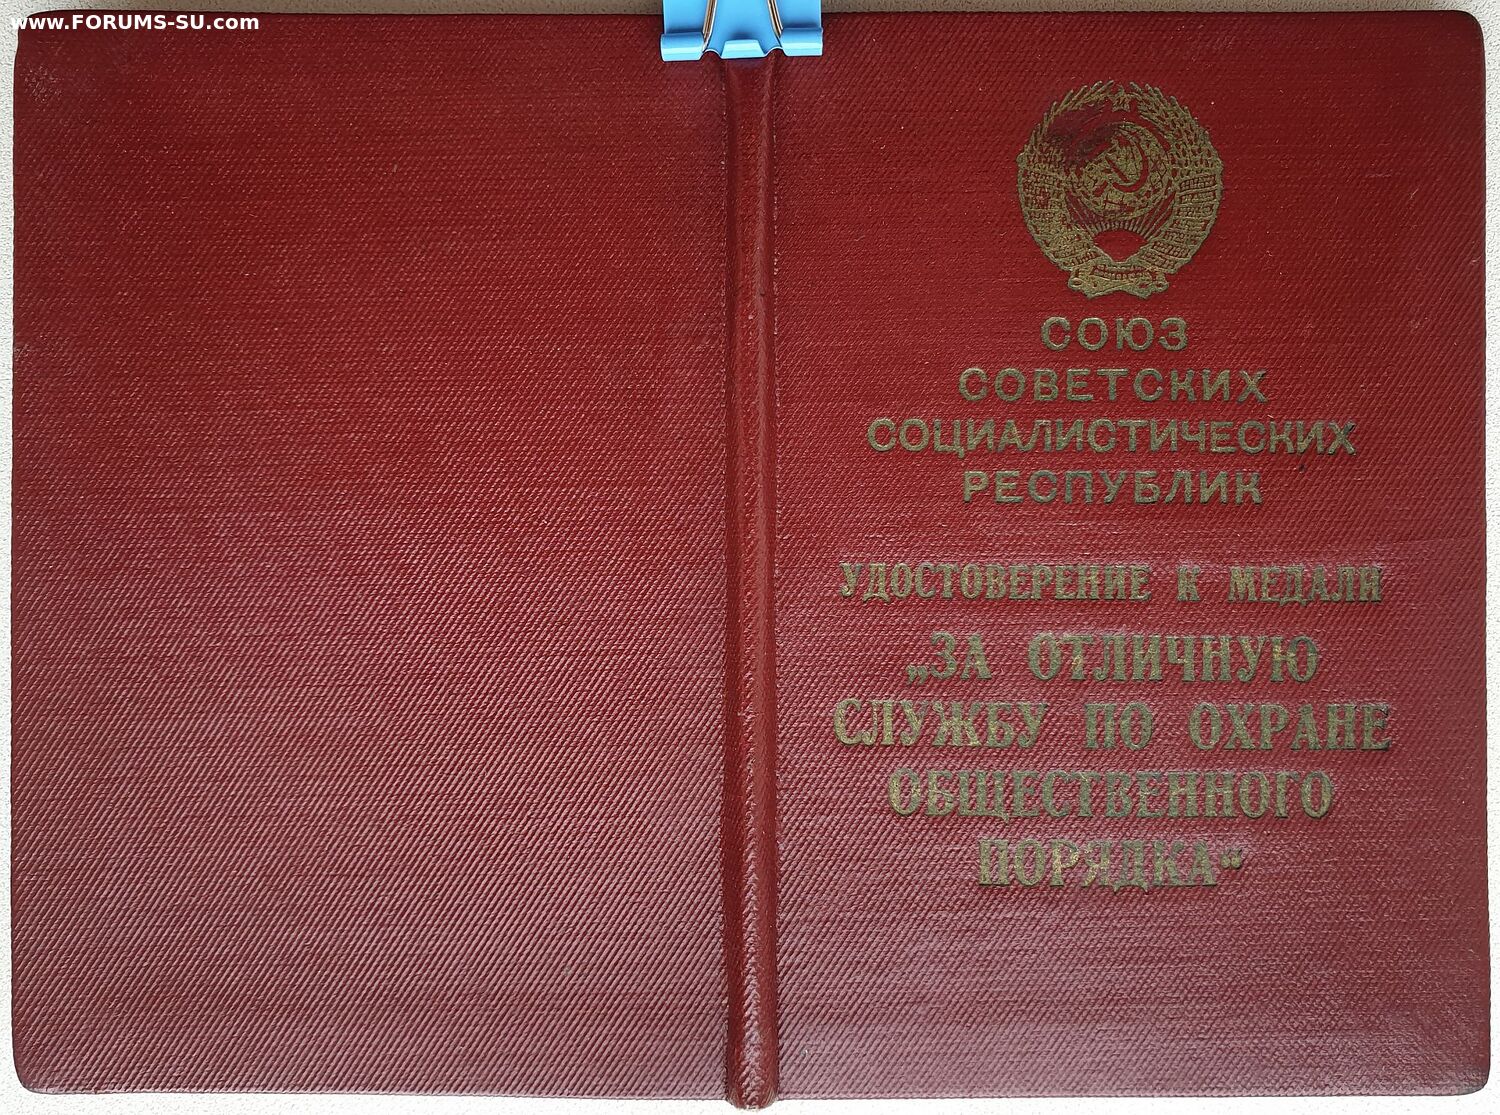 www.FORUMS-SU.com
СОЮЗ
СОВЕТСКИХ
СОЦИАЛИСТИЧЕСКИХ
РЕСПУБЛИК
УДОСТОВЕРЕНИЕ К МЕДАЛИ
„ЗА ОТЛИЧНУЮ
СЛУЖБУ ПО ОХРАНЕ
ОБЩЕСТВЕННОГО
ПОРЯДКА“